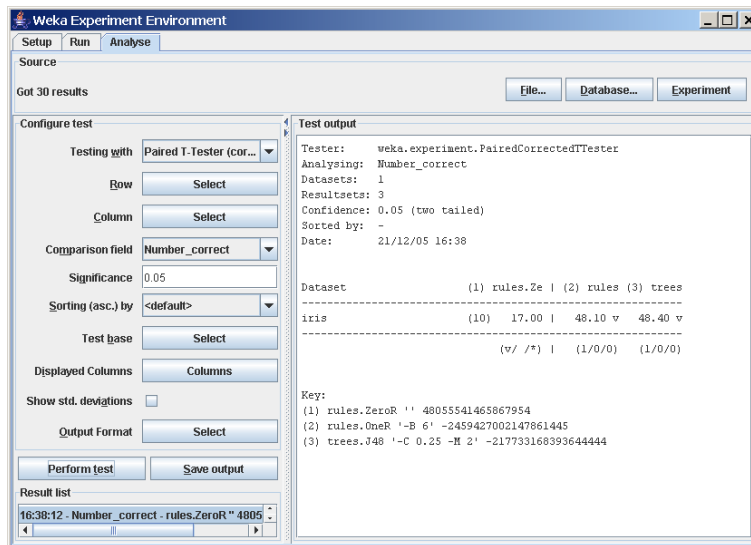 Weka Experiment Environment
Setup Run Analyse
Source
Got 30 results
File... Database... Experiment
Configure test
Testing with Paired T-Tester (cor...
Row Select
Column Select
Comparison field Number_correct
Significance 0.05
Sorting (asc.) by <default>
Test base Select
Displayed Columns Columns
Show std. deviations
Output Format Select
Perform test Save output
Result list
16:38:12 - Number_correct - rules.ZeroR '' 4805
Test output
Tester: weka.experiment.PairedCorrectedTTester
Analysing: Number_correct
Datasets: 1
Resultsets: 3
Confidence: 0.05 (two tailed)
Sorted by: -
Date: 21/12/05 16:38
Dataset (1) rules.Ze | (2) rules (3) trees
----------------------------------------------------------
iris (10) 17.00 | 48.10 v 48.40 v
----------------------------------------------------------
(v/ /*) | (1/0/0) (1/0/0)
Key:
(1) rules.ZeroR '' 48055541465867954
(2) rules.OneR '-B 6' -2459427002147861445
(3) trees.J48 '-C 0.25 -M 2' -217733168393644444